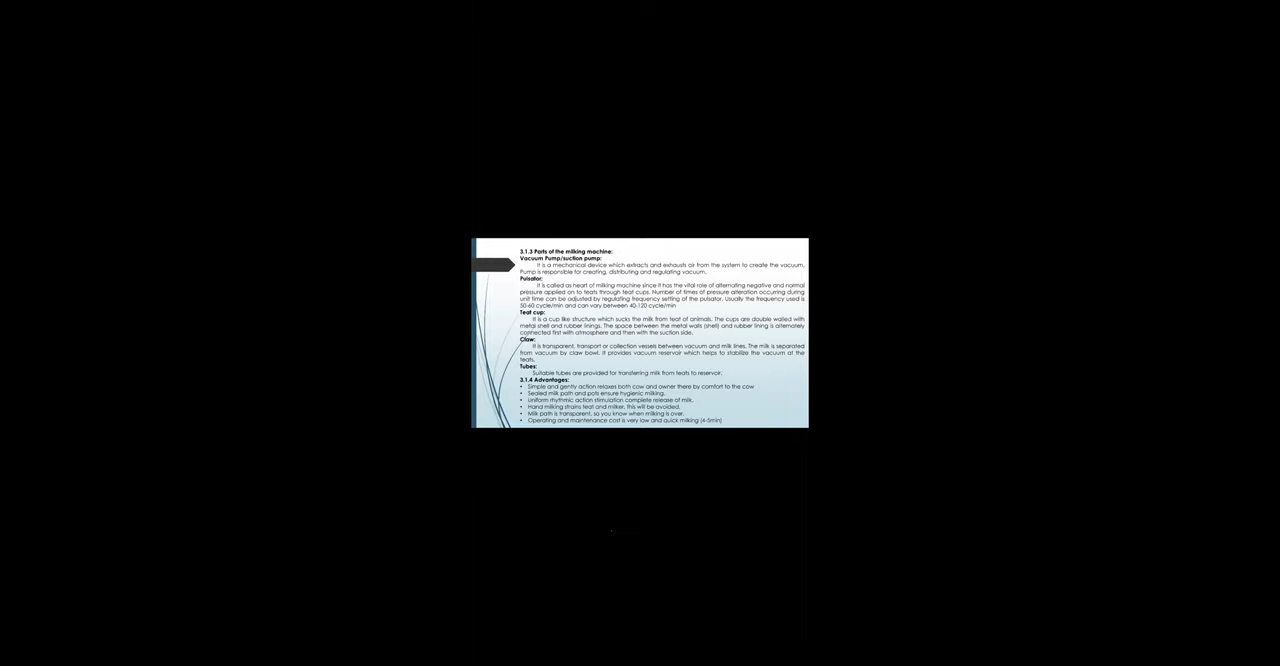 3.1.3 Parts of the milking machine:
Vacuum Pump/suction pump:
It is a mechanical device which extracts and exhausts air from the system to create the vacuum.
Pump is responsible for creating, distributing and regulating vacuum.
Pulsator:
It is called as heart of milking machine since it has the vital role of alternating negative and normal
pressure applied on to teats through teat cups. Number of times of pressure alteration occurring during
unit time can be adjusted by regulating frequency setting of the pulsator. Usually the frequency used is
50-60 cycle/min and can vary between 40-120 cycle/min
Teat cup:
It is a cup like structure which sucks the milk from teat of animals. The cups are double walled with
metal shell and rubber linings. The space between the metal walls (shell) and rubber lining is alternately
connected first with atmosphere and then with the suction side.
Claw:
It is transparent, transport or collection vessels between vacuum and milk lines. The milk is separated
from vacuum by claw bowl. It provides vacuum reservoir which helps to stabilize the vacuum at the
teats.
Tubes:
Suitable tubes are provided for transferring milk from teats to reservoir.
3.1.4 Advantages:
• Simple and gently action relaxes both cow and owner there by comfort to the cow
• Sealed milk path and pots ensure hygienic milking.
• Uniform rhythmic action stimulation complete release of milk.
• Hand milking strains teat and milker, this will be avoided.
• Milk path is transparent, so you know when milking is over.
• Operating and maintenance cost is very low and quick milking (4-5min)